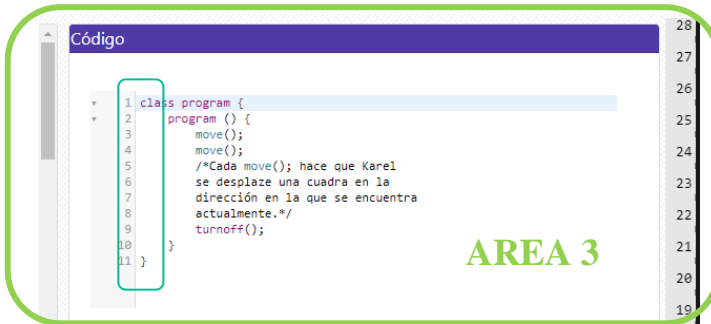 Código
1 class program {
2 program () {
3 move();
4 move();
5 /*Cada move(); hace que Karel
6 se desplaze una cuadra en la
7 dirección en la que se encuentra
8 actualmente.*/
9 turnoff();
10 }
11 }
AREA 3
28
27
26
25
24
23
22
21
20
19